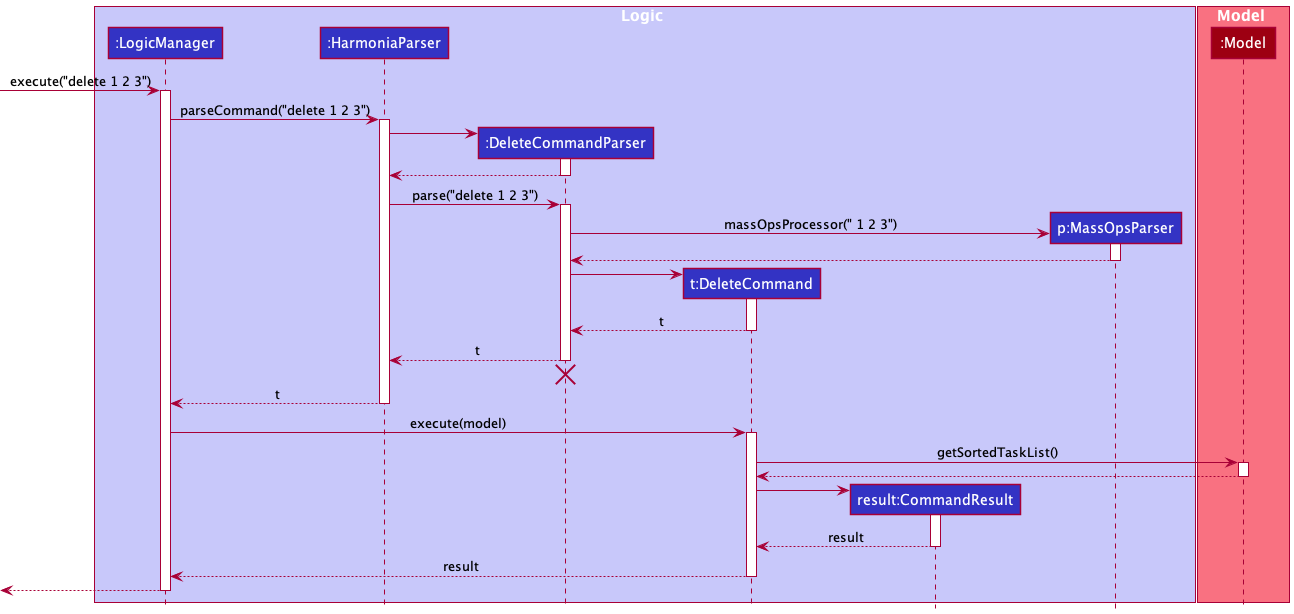 Logic
Model
:LogicManager
:HarmoniaParser
:Model
execute("delete 1 2 3")
parseCommand("delete 1 2 3")
:DeleteCommandParser
parse("delete 1 2 3")
massOpsProcessor(" 1 2 3")
p:MassOpsParser
t:DeleteCommand
t
t
t
execute(model)
getSortedTaskList()
result:CommandResult
result
result